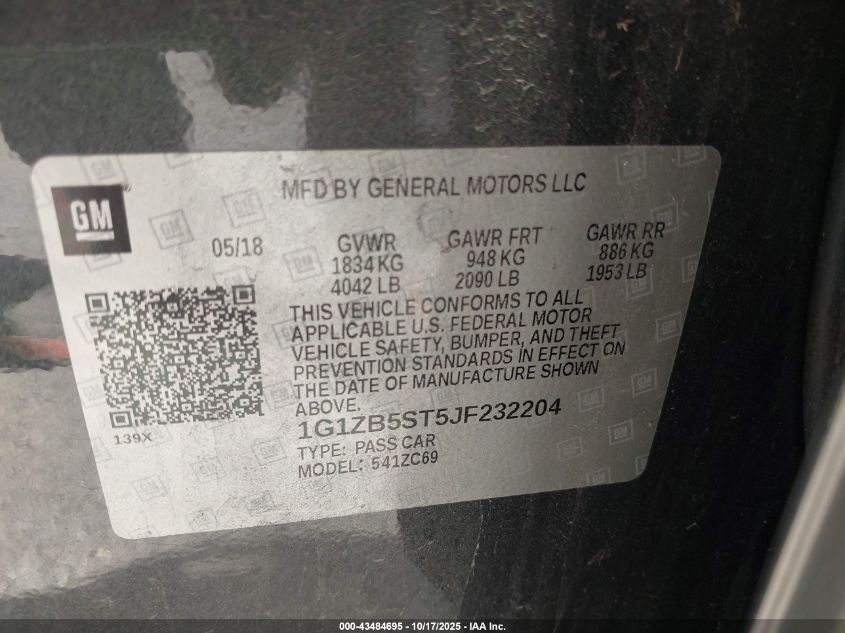 GM
MFD BY GENERAL MOTORS LLC
05/18
GVWR
1834 KG
4042 LB
GAWR FRT
948 KG
2090 LB
GAWR RR
886 KG
1953 LB
THIS VEHICLE CONFORMS TO ALL
APPLICABLE U.S. FEDERAL MOTOR
VEHICLE SAFETY, BUMPER, AND THEFT
PREVENTION STANDARDS IN EFFECT ON
THE DATE OF MANUFACTURE SHOWN
ABOVE.
139X
1G1ZB5ST5JF232204
TYPE: PASS CAR
MODEL: 541ZC69
000-43484695 - 10/17/2025 - IAA Inc.